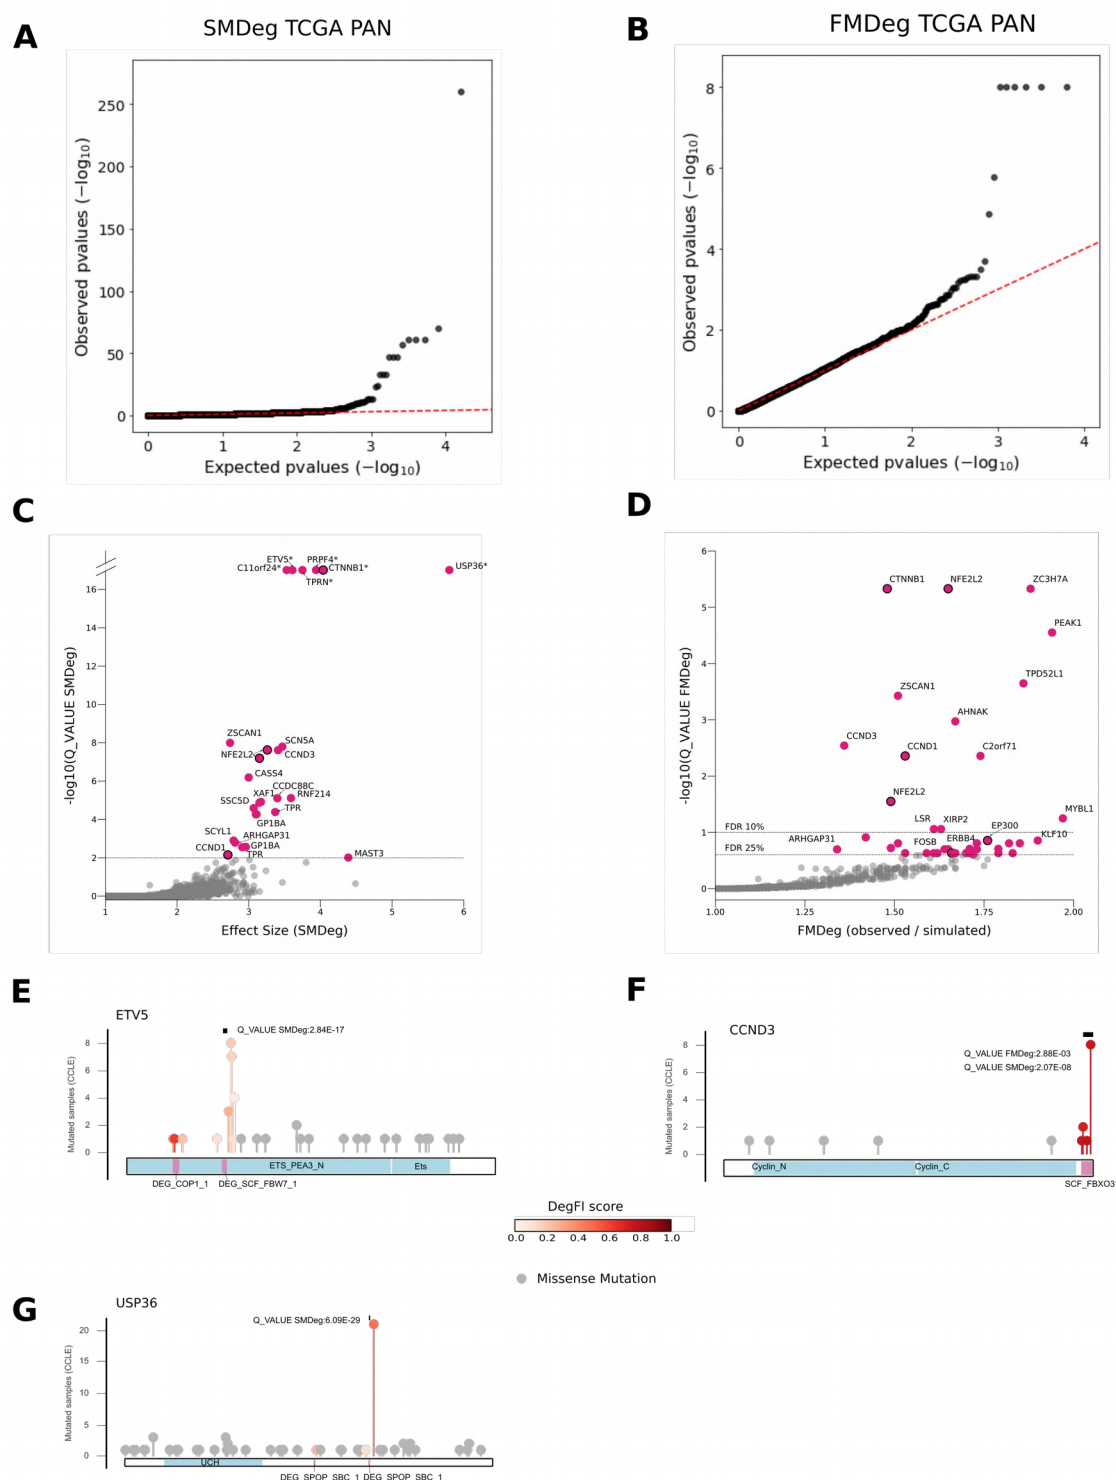 A
SMDeg TCGA PAN
B
FMDeg TCGA PAN
Observed pvalues (−log10)
250
200
150
100
50
0
0 1 2 3 4
Expected pvalues (−log10)
Observed pvalues (−log10)
8
6
4
2
0
0 1 2 3 4
Expected pvalues (−log10)
C
-log10(Q_VALUE SMDeg)
16
14
12
10
8
6
4
2
0
ETV5*
PRPF4*
C11orf24*
CTNNB1*
USP36*
TPRN*
ZSCAN1
SCN5A
NFE2L2
CCND3
CASS4
CCDC88C
XAF1
RNF214
SSC5D
TPR
GP1BA
SCYL1
ARHGAP31
CCND1
GP1BA
TPR
MAST3
1 2 3 4 5 6
Effect Size (SMDeg)
D
-log10(Q_VALUE FMDeg)
6
5
4
3
2
1
0
CTNNB1
NFE2L2
ZC3H7A
PEAK1
TPD52L1
ZSCAN1
AHNAK
CCND3
CCND1
C2orf71
NFE2L2
MYBL1
LSR
XIRP2
FDR 10%
EP300
ARHGAP31
FOSB
ERBB4
KLF10
FDR 25%
1.00 1.25 1.50 1.75 2.00
FMDeg (observed / simulated)
E
ETV5
Q_VALUE SMDeg:2.84E-17
Mutated samples (CCLE)
8
6
4
2
0
ETS_PEA3_N
Ets
DEG_COP1_1
DEG_SCF_FBW7_1
F
CCND3
Q_VALUE FMDeg:2.88E-03
Q_VALUE SMDeg:2.07E-08
Mutated samples (CCLE)
8
6
4
2
0
Cyclin_N
Cyclin_C
SCF_FBXO3
DegFI score
0.0 0.2 0.4 0.6 0.8 1.0
Missense Mutation
G
USP36
Q_VALUE SMDeg:6.09E-29
Mutated samples (CCLE)
20
15
10
5
0
UCH
DEG_SPOP_SBC_1 DEG_SPOP_SBC_1